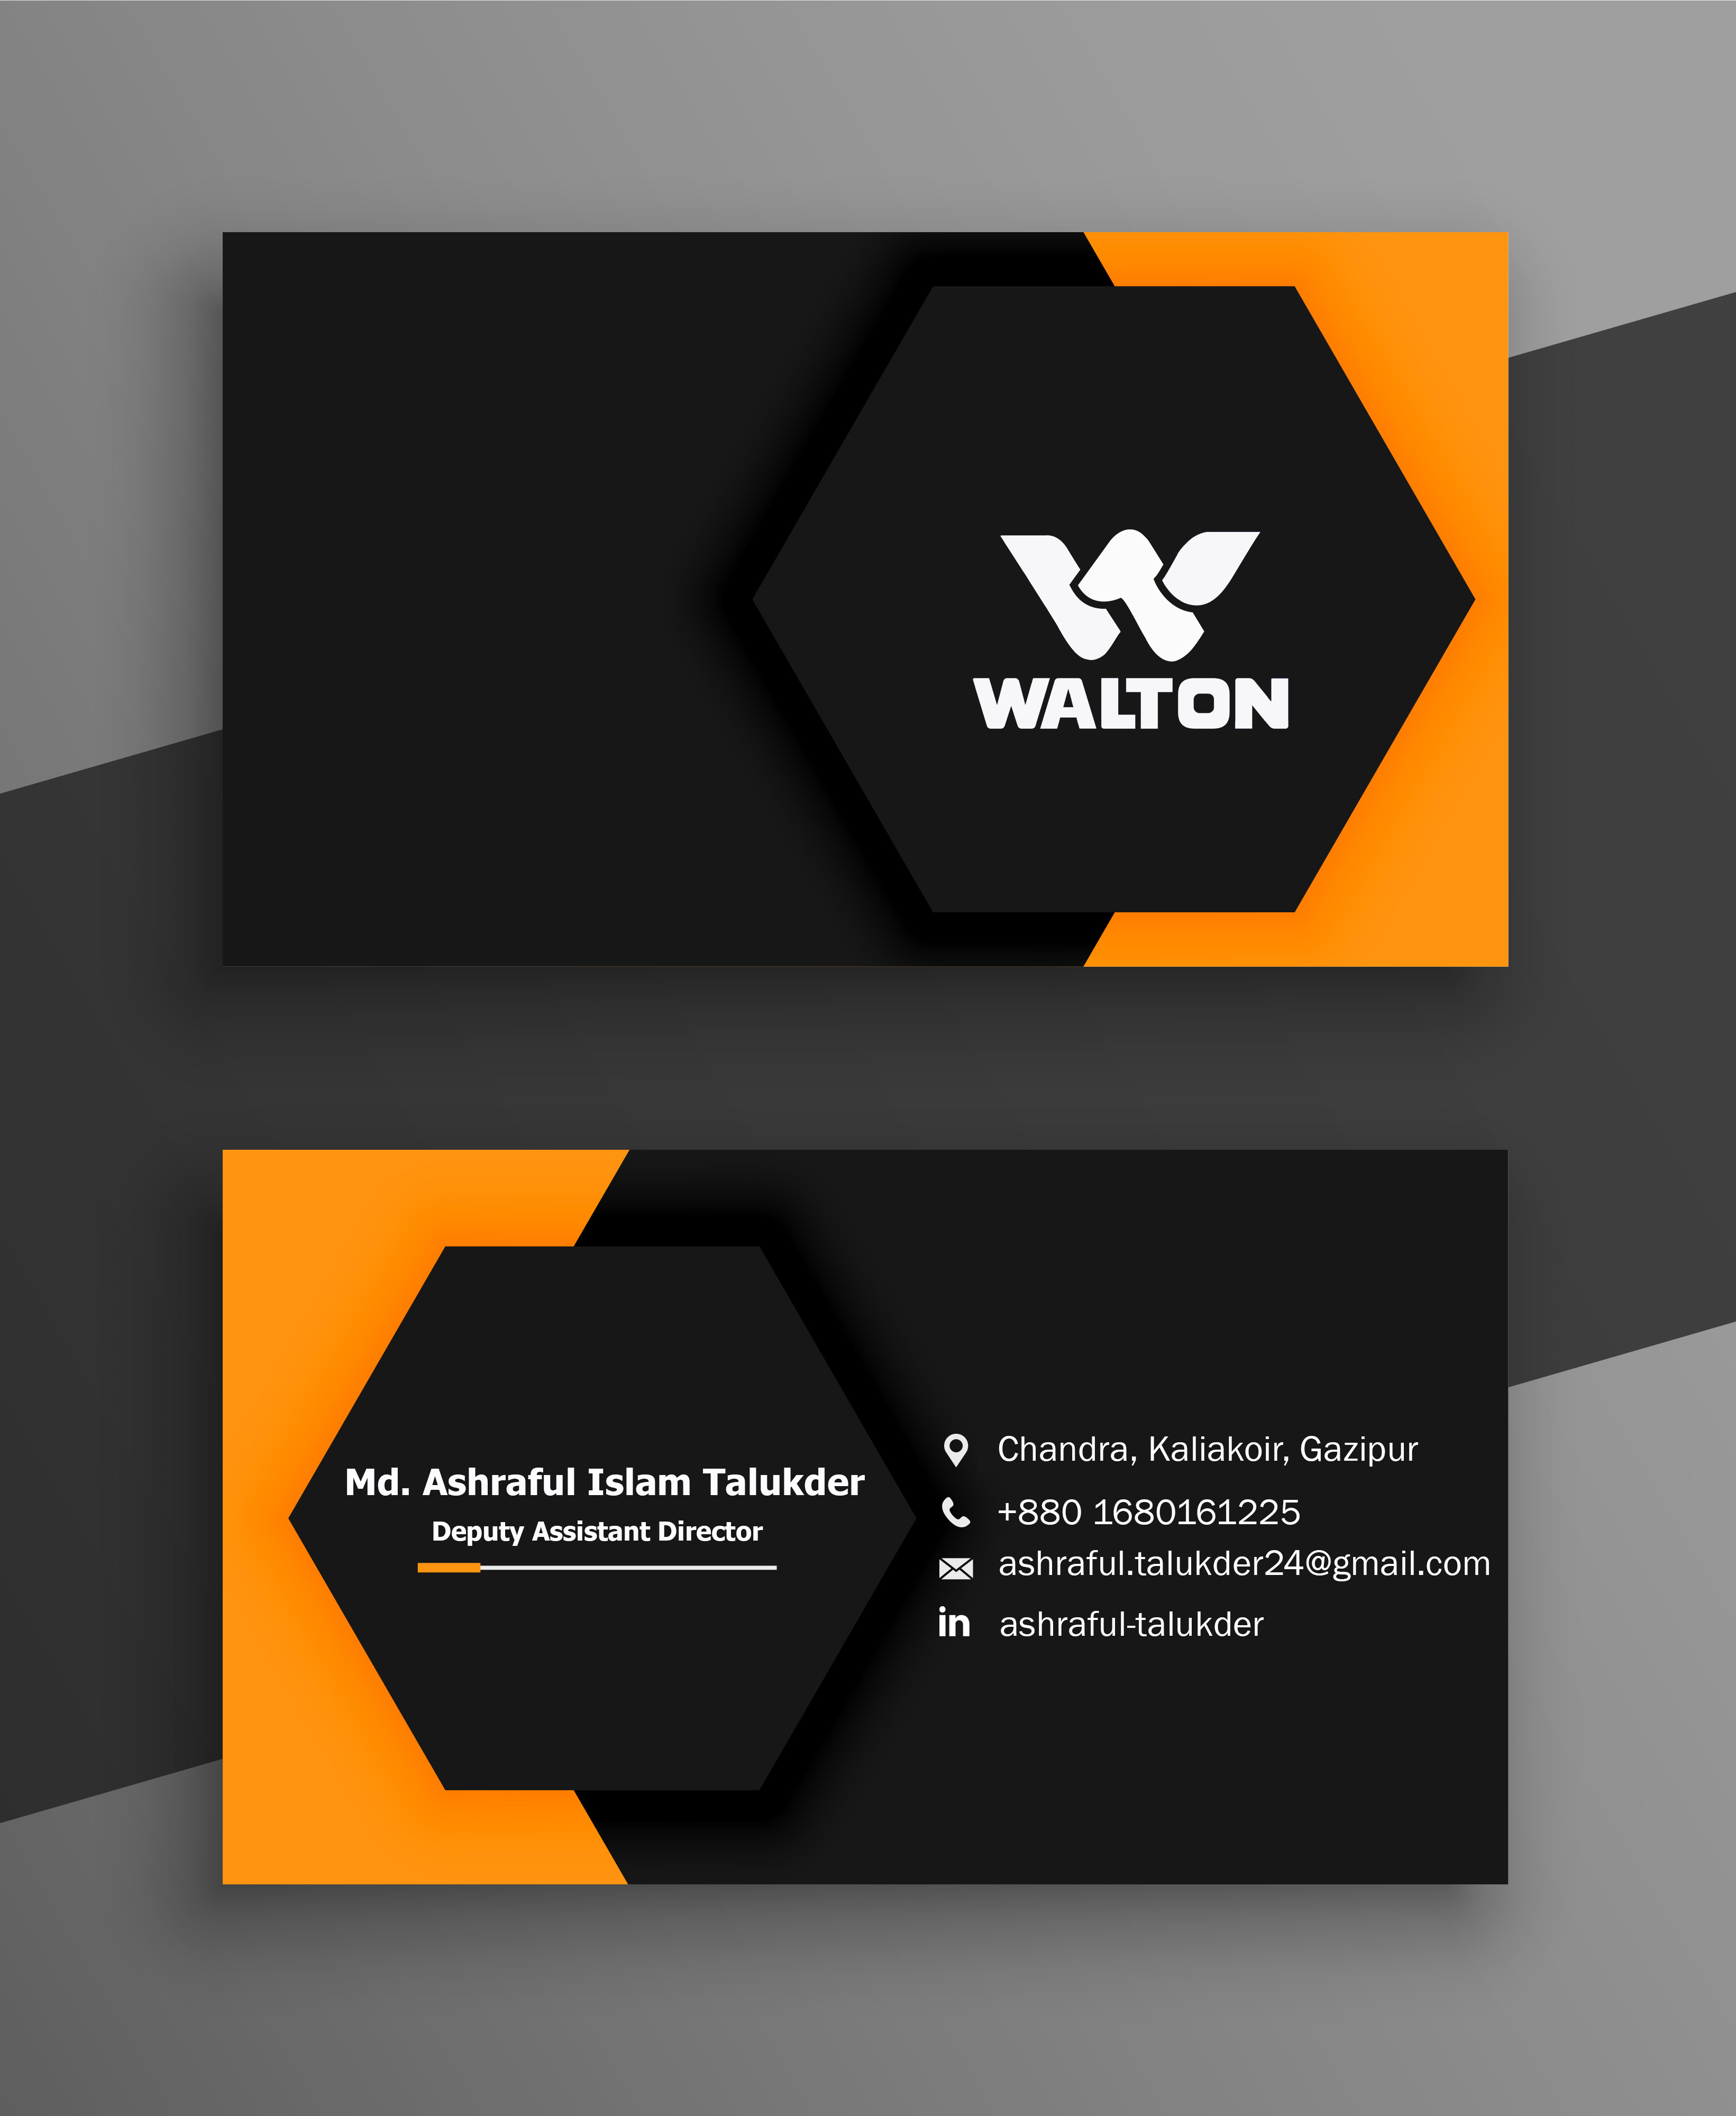 WALTON
Md. Ashraful Islam Talukder
Deputy Assistant Director
Chandra, Kaliakoir, Gazipur
+880 1680161225
ashraful.talukder24@gmail.com
in ashraful-talukder